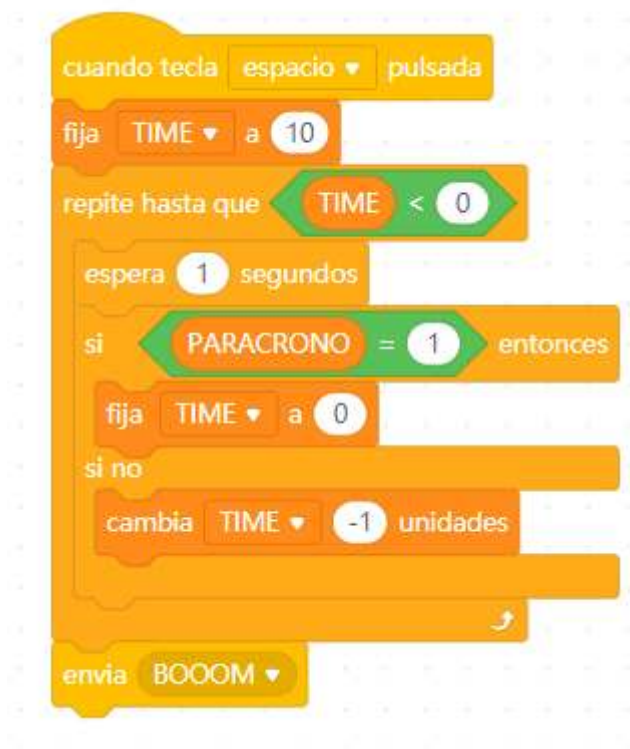 cuando tecla espacio pulsada
fija TIME a 10
repite hasta que TIME < 0
espera 1 segundos
si PARACRONO = 1 entonces
fija TIME a 0
si no
cambia TIME -1 unidades
envia BOOOM